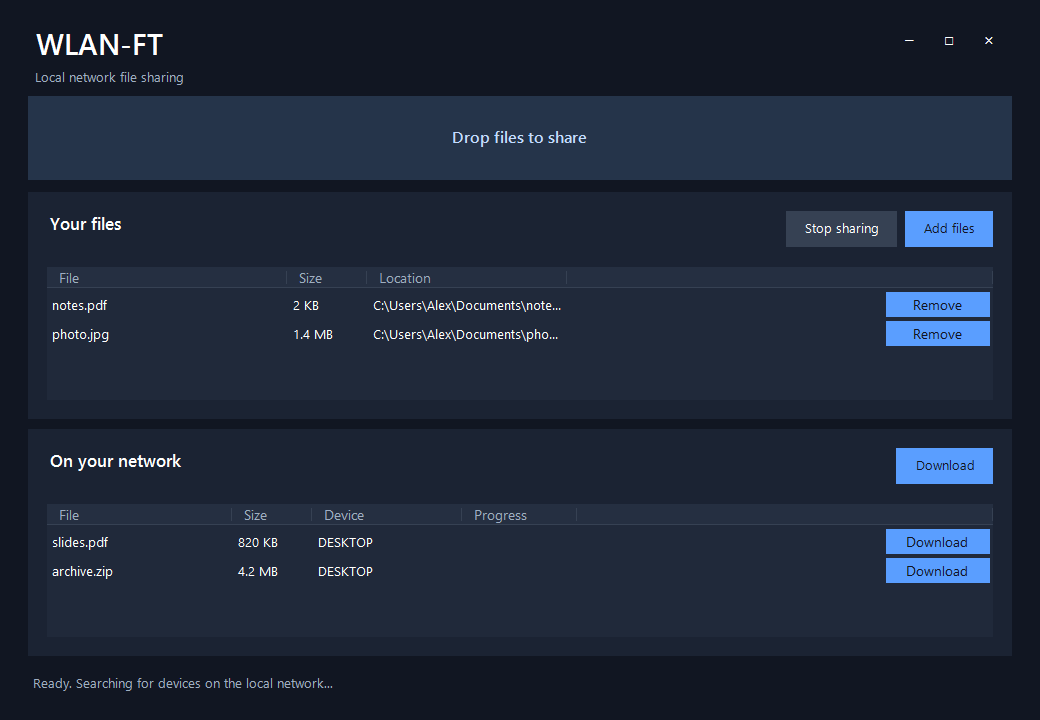 WLAN-FT
Local network file sharing
Drop files to share
Your files
Stop sharing
Add files
File Size Location
notes.pdf 2 KB C:\Users\Alex\Documents\note... Remove
photo.jpg 1.4 MB C:\Users\Alex\Documents\pho... Remove
On your network
Download
File Size Device Progress
slides.pdf 820 KB DESKTOP Download
archive.zip 4.2 MB DESKTOP Download
Ready. Searching for devices on the local network...